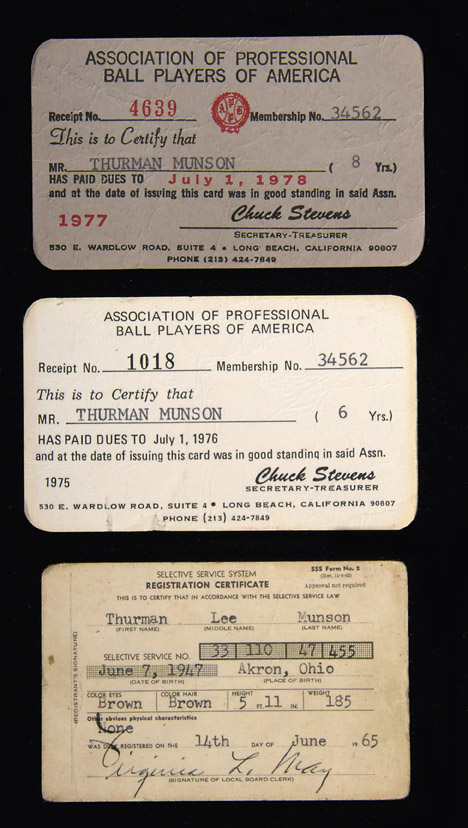 ASSOCIATION OF PROFESSIONAL
BALL PLAYERS OF AMERICA
Receipt No. 4639 Membership No. 34562
This is to Certify that
MR. THURMAN MUNSON ( 8 Yrs.)
HAS PAID DUES TO July 1, 1978
and at the date of issying this card was in good standing in said Assn.
1977 Chuck Stevens
SECRETARY-TREASURER
530 E. WARDLOW ROAD, SUITE 4 • LONG BEACH, CALIFORNIA 90807
PHONE (213) 424-7849
ASSOCIATION OF PROFESSIONAL
BALL PLAYERS OF AMERICA
Receipt No. 1018 Membership No. 34562
This is to Certify that
MR. THURMAN MUNSON ( 6 Yrs.)
HAS PAID DUES TO July 1, 1976
and at the date of issuing this card was in good standing in said Assn.
1975 Chuck Stevens
SECRETARY-TREASURER
530 E. WARDLOW ROAD, SUITE 4 • LONG BEACH, CALIFORNIA 90807
PHONE (213) 424-7849
SELECTIVE SERVICE SYSTEM SSS Form No. 2
REGISTRATION CERTIFICATE Approval not required
THIS IS TO CERTIFY THAT IN ACCORDANCE WITH THE SELECTIVE SERVICE LAW
Thurman Lee Munson
(FIRST NAME) (MIDDLE NAME) (LAST NAME)
SELECTIVE SERVICE NO. 33 110 47 455
June 7, 1947 Akron, Ohio
(DATE OF BIRTH) (PLACE OF BIRTH)
COLOR EYES COLOR HAIR HEIGHT WEIGHT
Brown Brown 5 FT. 11 IN. 185
Other obvious physical characteristics
None
WAS DULY REGISTERED ON THE 14th DAY OF June 1965
Virginia L. Way
(SIGNATURE OF LOCAL BOARD CLERK)
(REGISTRANT'S SIGNATURE)